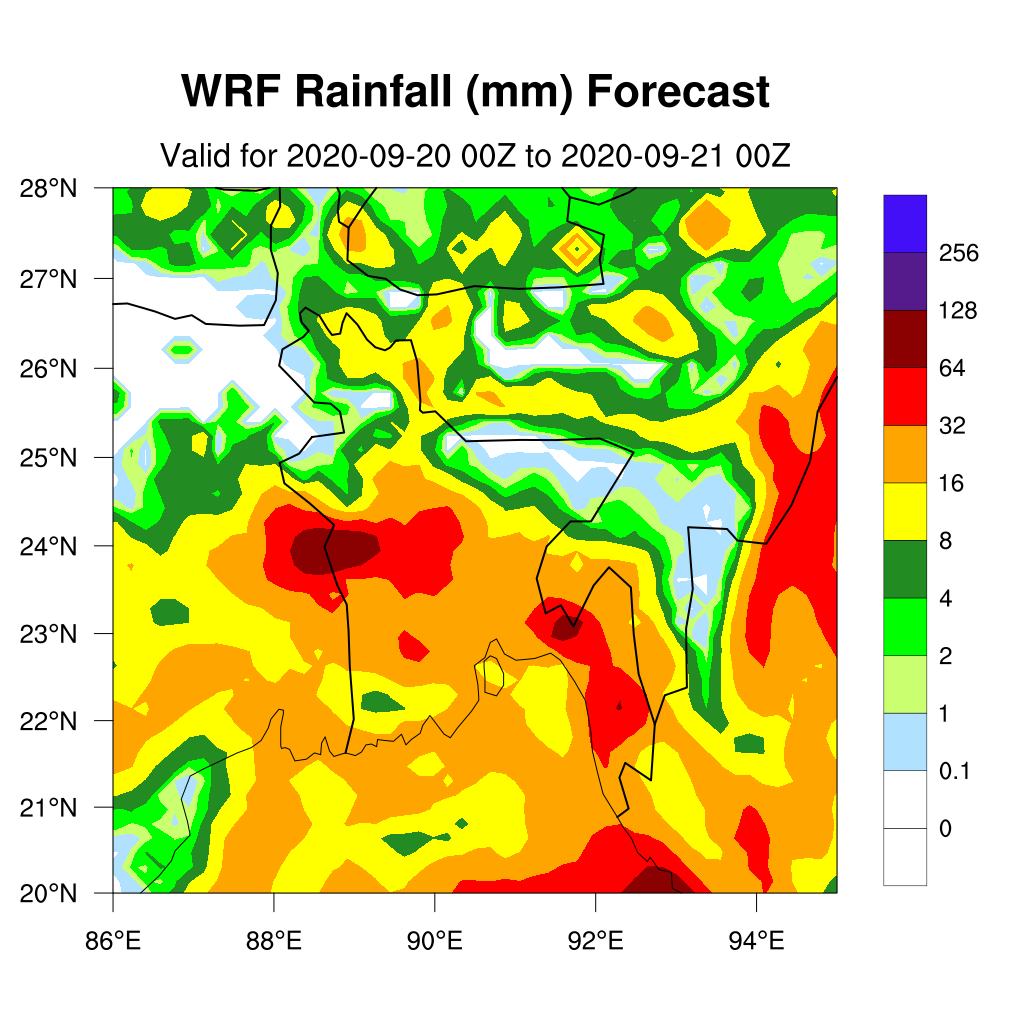 WRF Rainfall (mm) Forecast
Valid for 2020-09-20 00Z to 2020-09-21 00Z
28°N
27°N
26°N
25°N
24°N
23°N
22°N
21°N
20°N
86°E 88°E 90°E 92°E 94°E
256
128
64
32
16
8
4
2
1
0.1
0